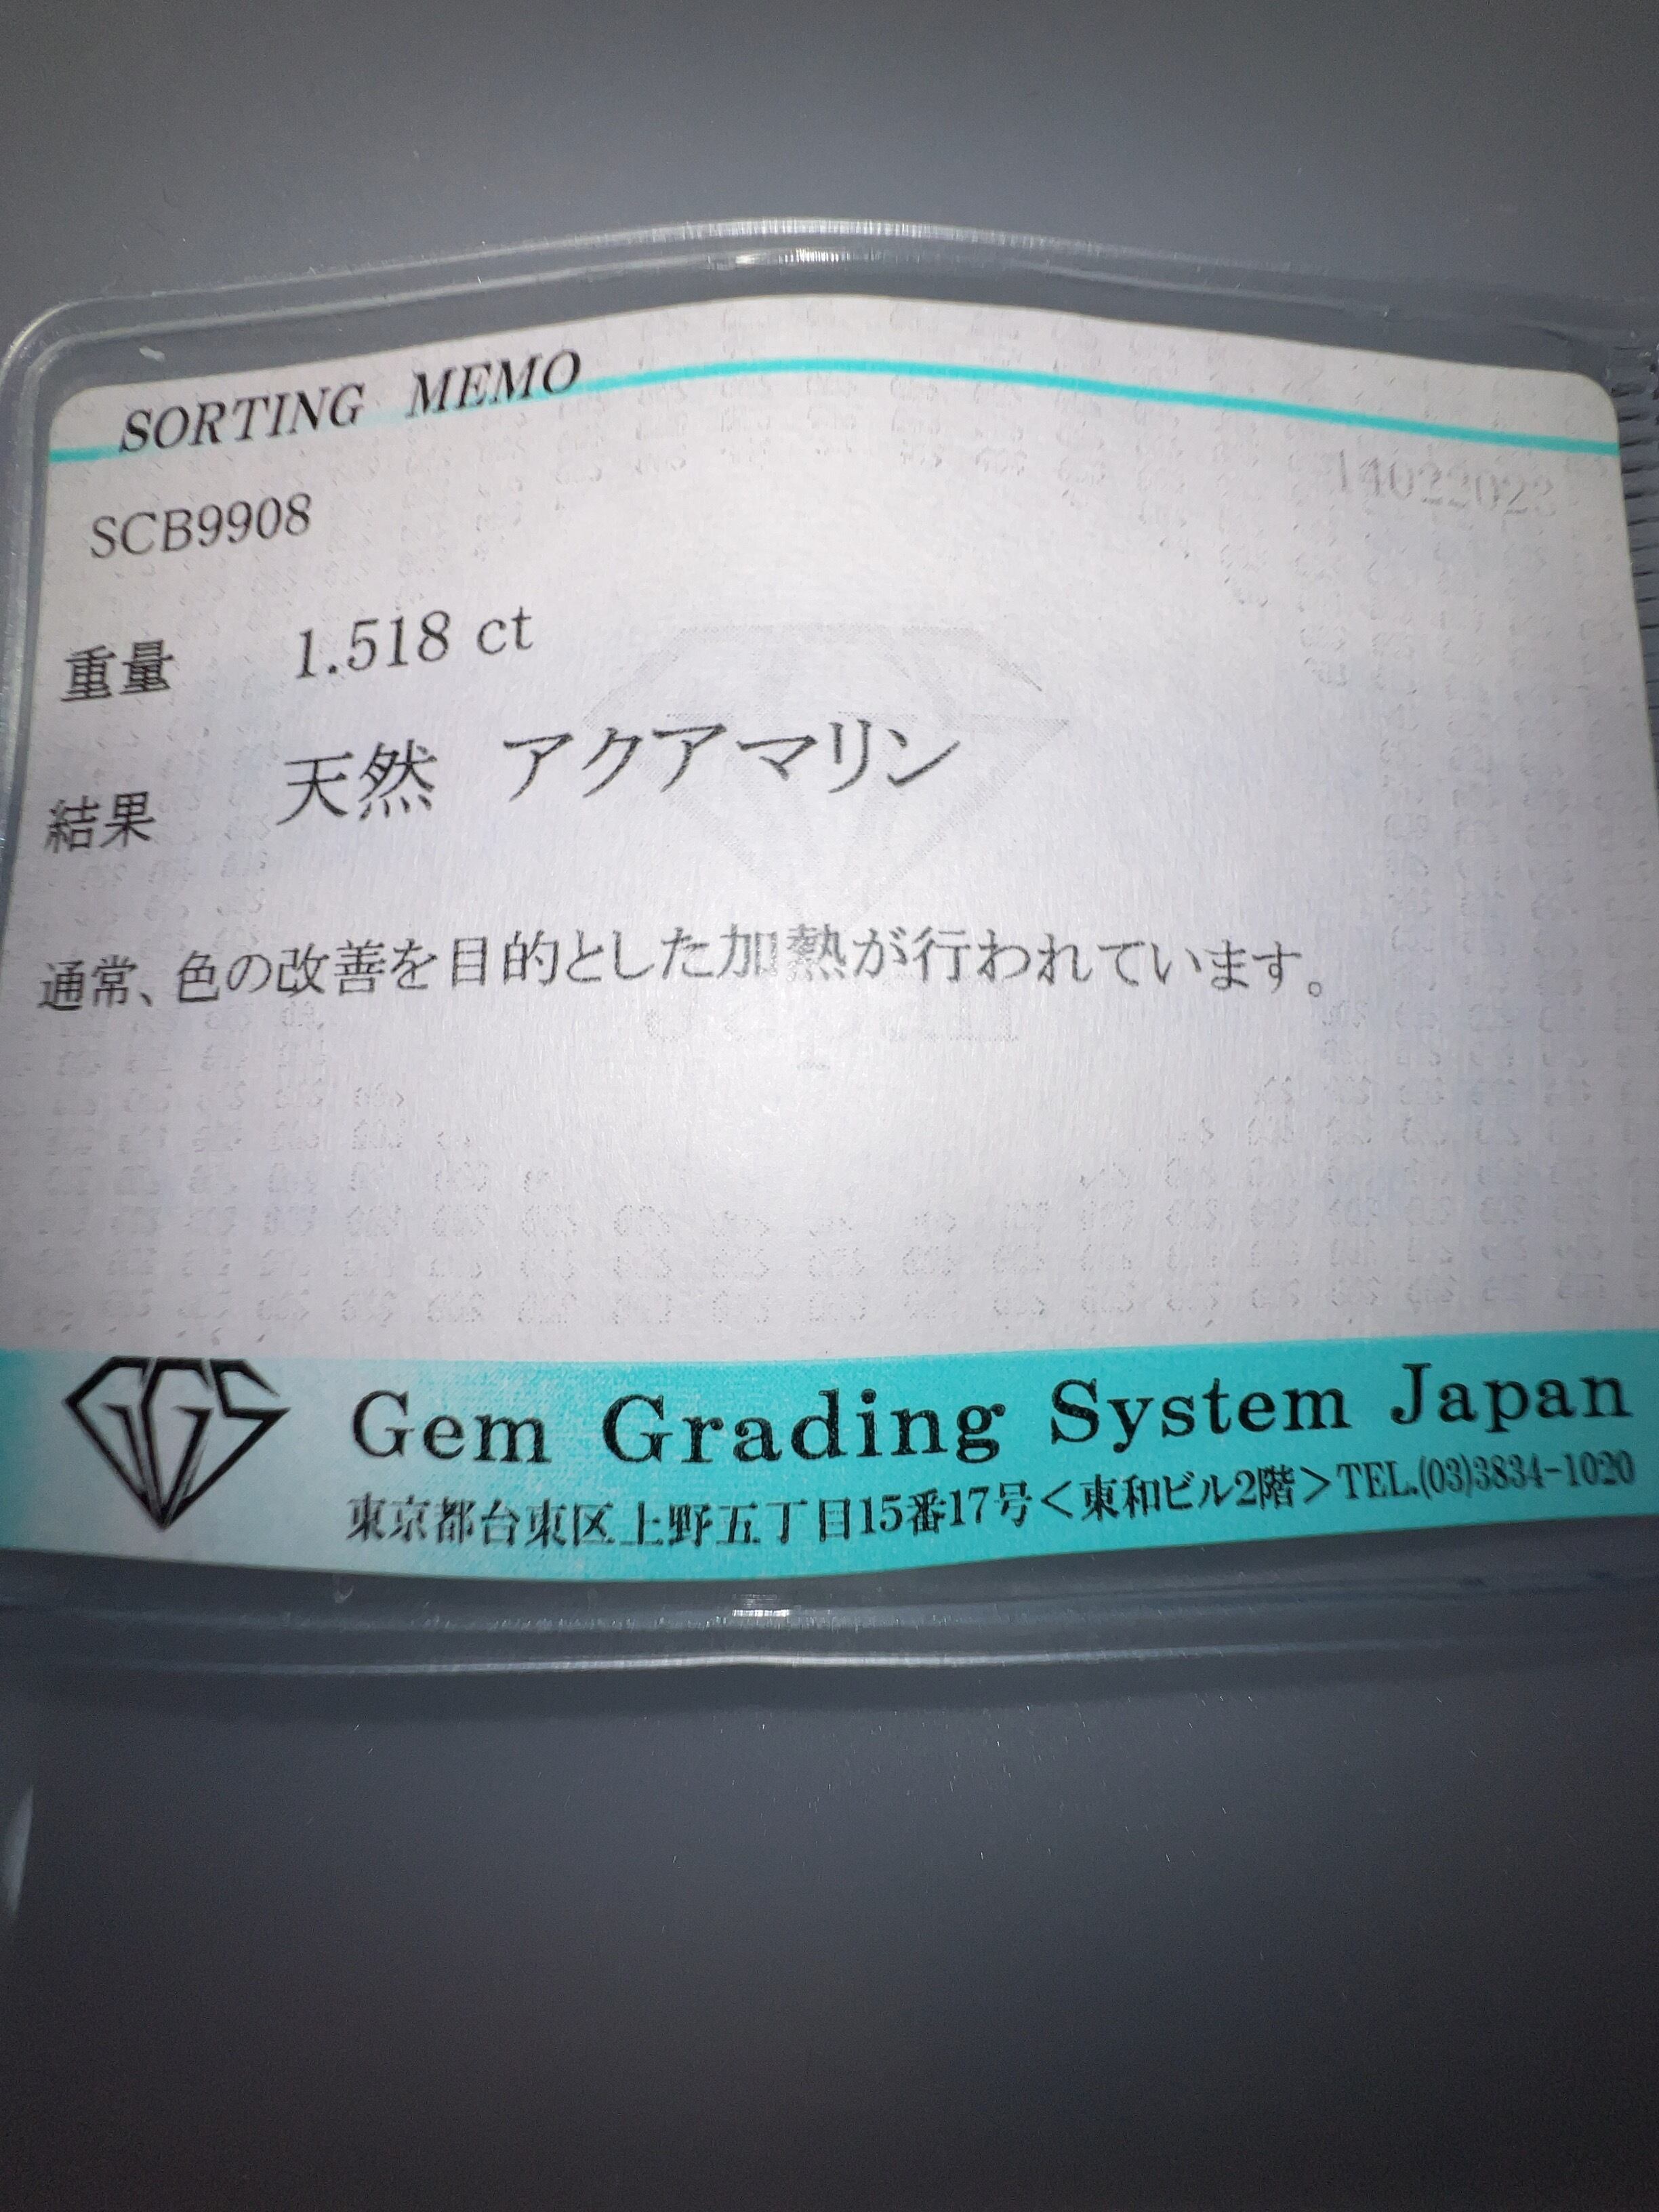 SORTING MEMO
SCB9908
重量 1.518 ct
結果 天然 アクアマリン
通常、色の改善を目的とした加熱が行われています。
GGS
Gem Grading System Japan
東京都台東区上野五丁目15番17号＜東和ビル2階＞TEL.(03)3834-1020